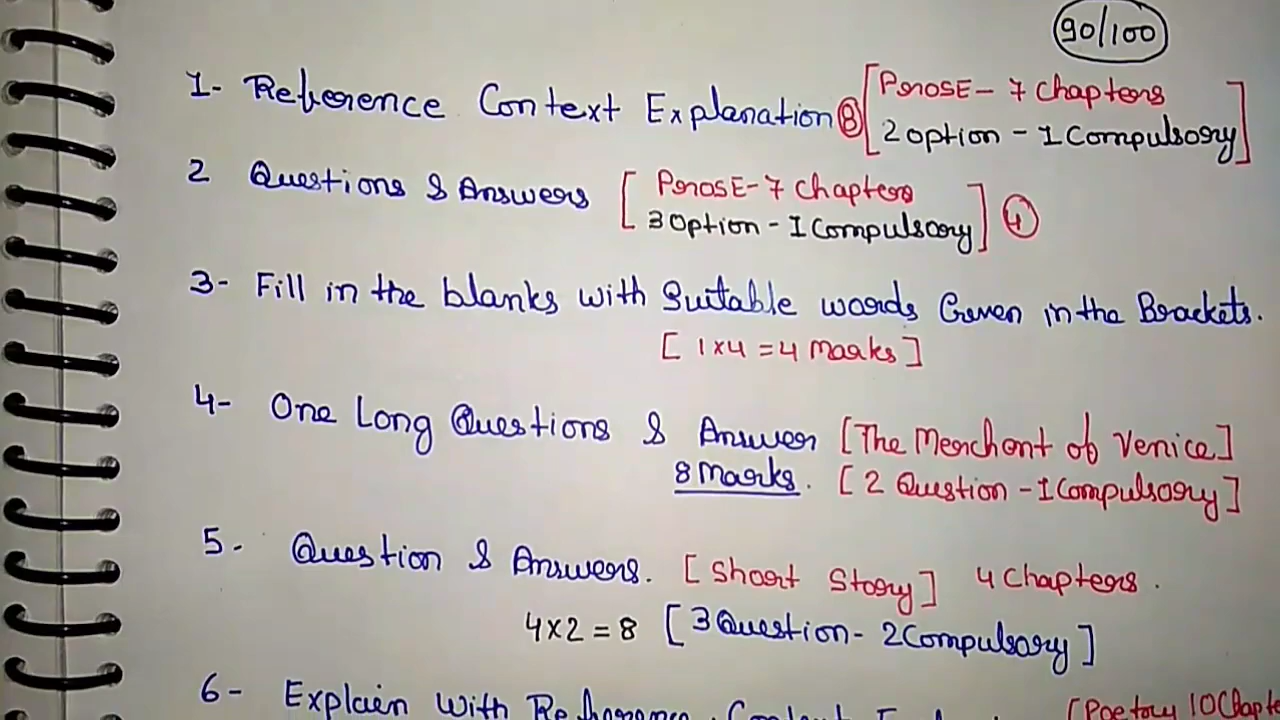 90/100
1- Reference Context Explanation 8 [ ProsE - 7 chapters
2 option - 1 Compulsory ]
2 Questions & Answers [ ProsE - 7 chapters
3 option - 1 Compulsory ] 4
3- Fill in the blanks with Suitable words Given in the Brackets.
[ 1x4 = 4 Marks ]
4- One Long Questions & Answer [The Merchant of Venice]
8 Marks. [ 2 Question - 1 Compulsory ]
5. Question & Answers. [ Short Story ] 4 Chapters.
4x2 = 8 [ 3 Question - 2 Compulsory ]
6- Explain With Reference Context [Poetry 10 Chapte